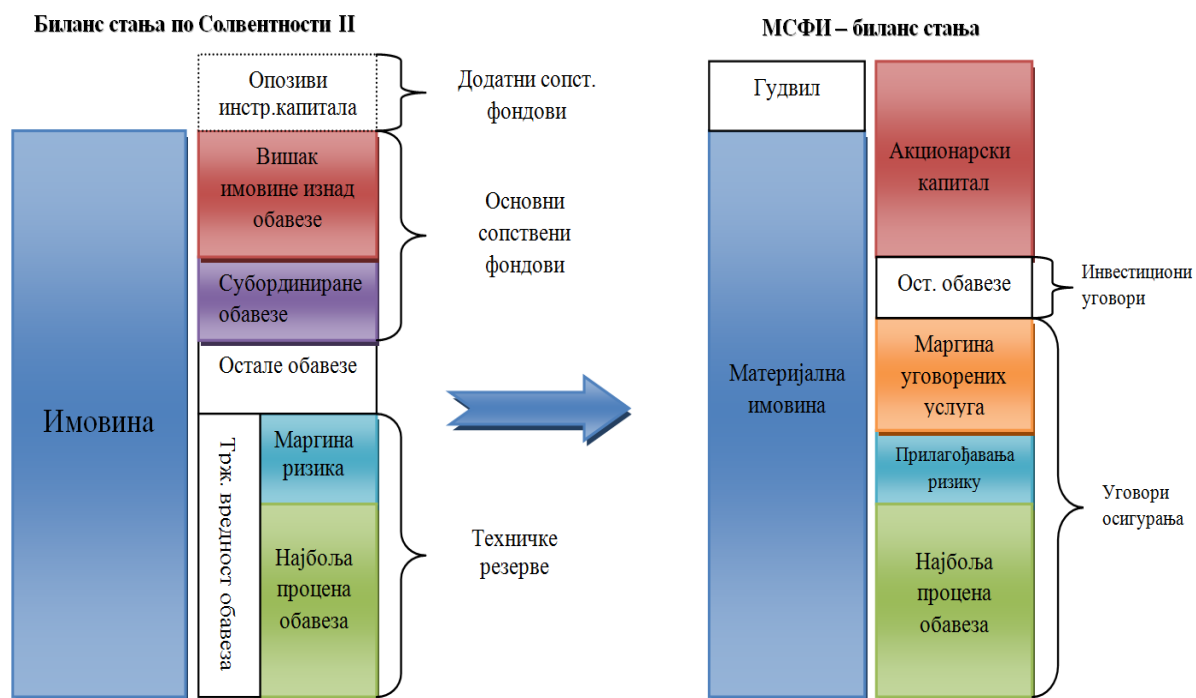 Биланс стања по Солвентности II
Опозиви
инстр.капитала
Додатни сопст.
фондови
Имовина
Вишак
имовине изнад
обавезе
Субординиране
обавезе
Основни
сопствени
фондови
Остале обавезе
Трж. вредност обавеза
Маргина
ризика
Најбоља
процена
обавеза
Техничке
резерве
МСФИ – биланс стања
Гудвил
Материјална
имовина
Акционарски
капитал
Ост. обавезе
Инвестициони
уговори
Маргина
уговорених
услуга
Прилагођавања
ризику
Најбоља
процена
обавеза
Уговори
осигурања